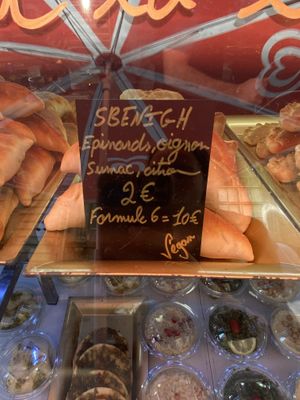 SBENIGH
Epinards, oignon
Sumac, citron
2€
Formule 6 = 10€
Vegan